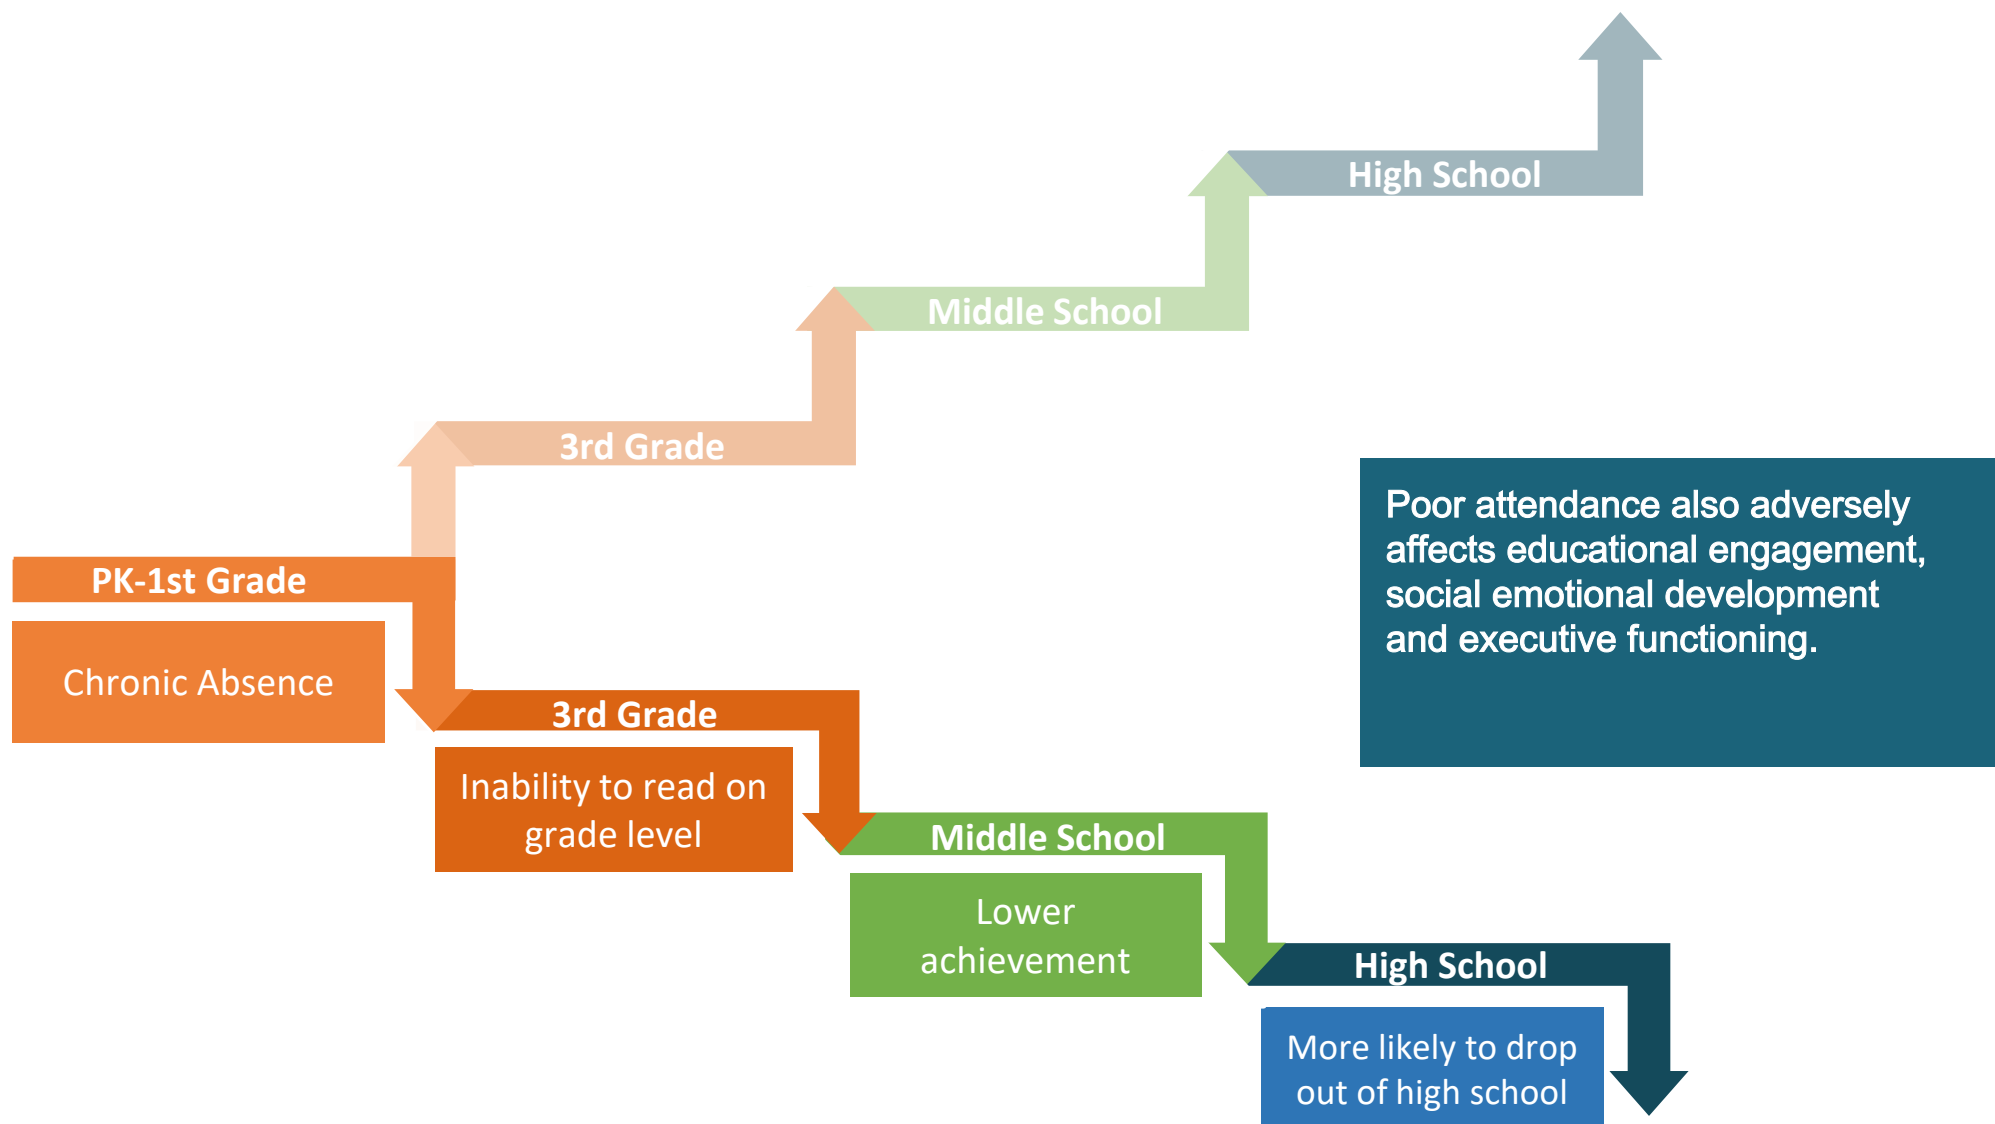 High School
Middle School
3rd Grade
Poor attendance also adversely
affects educational engagement,
social emotional development
and executive functioning.
PK-1st Grade
Chronic Absence
3rd Grade
Inability to read on
grade level
Middle School
Lower
achievement
High School
More likely to drop
out of high school